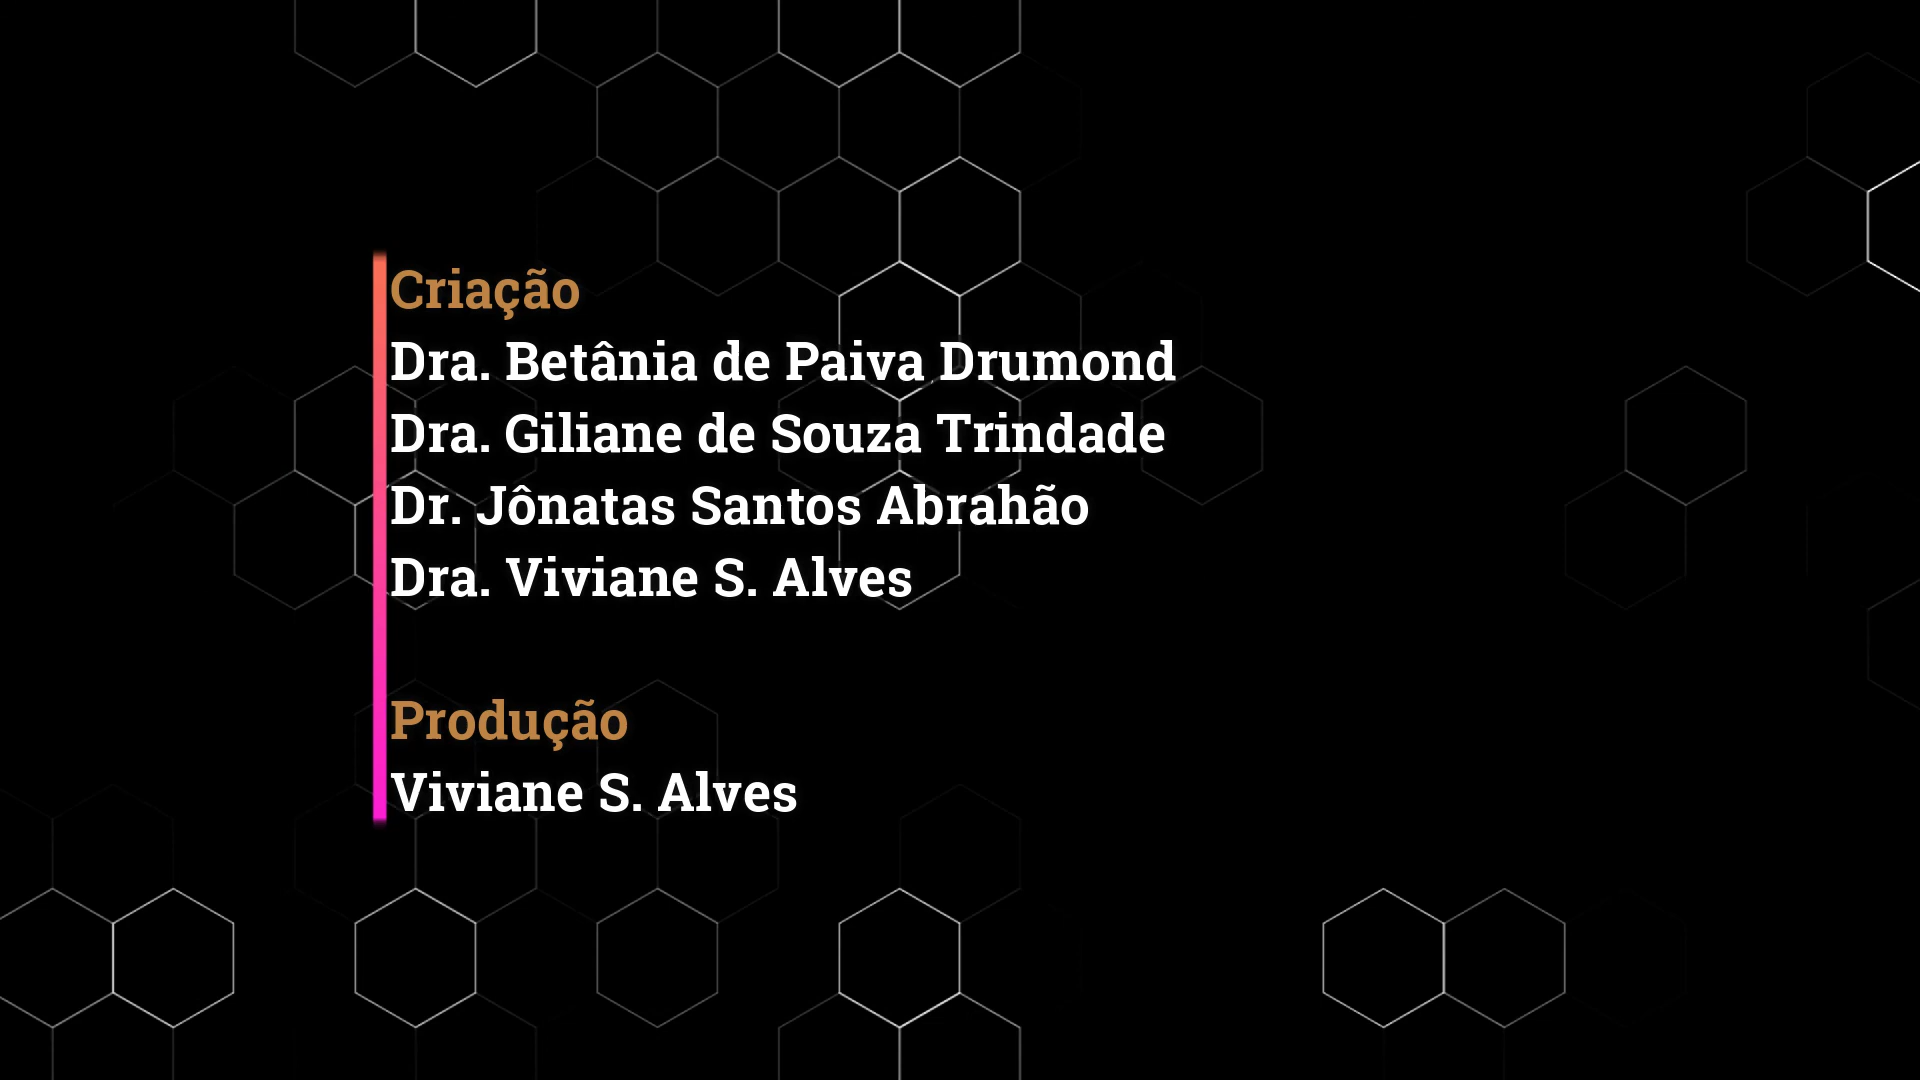 Criação
Dra. Betânia de Paiva Drumond
Dra. Giliane de Souza Trindade
Dr. Jônatas Santos Abrahão
Dra. Viviane S. Alves
Produção
Viviane S. Alves